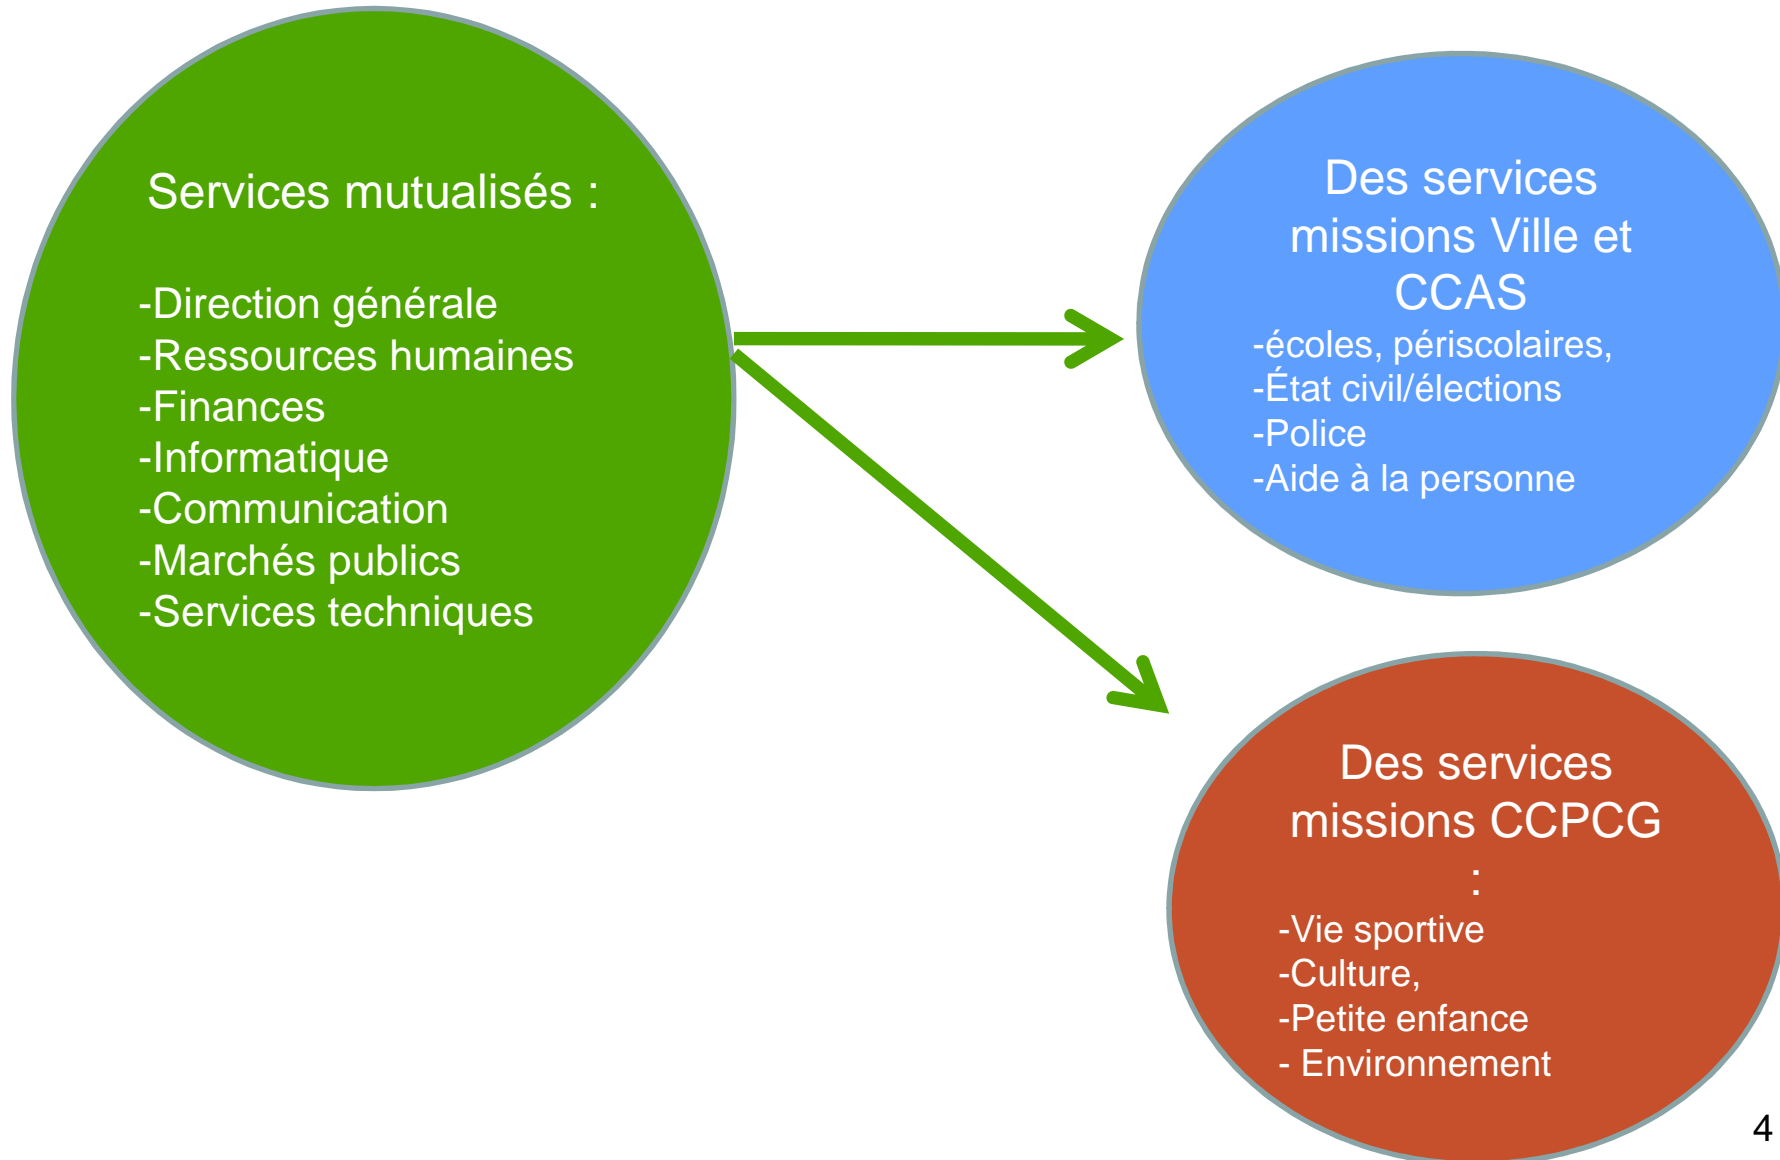 Services mutualisés :
-Direction générale
-Ressources humaines
-Finances
-Informatique
-Communication
-Marchés publics
-Services techniques
Des services
missions Ville et
CCAS
-écoles, périscolaires,
-État civil/élections
-Police
-Aide à la personne
Des services
missions CCPCG
:
-Vie sportive
-Culture,
-Petite enfance
- Environnement
4